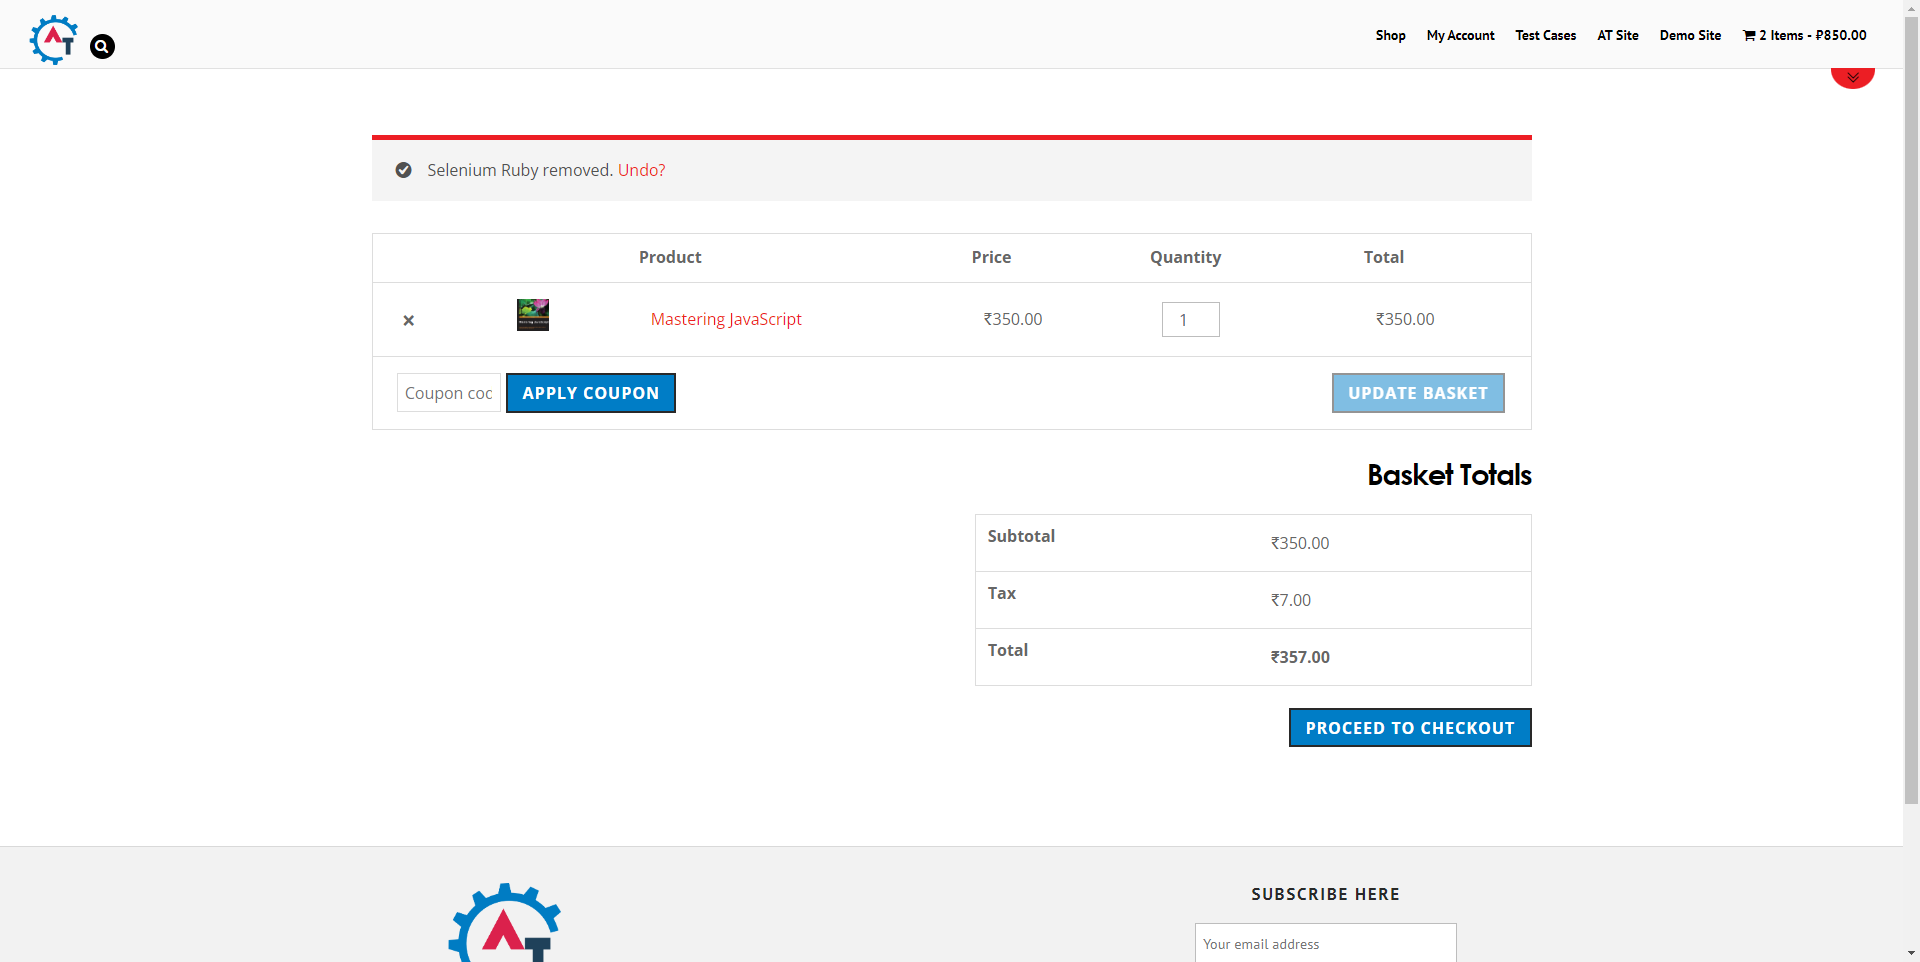 AT
Shop My Account Test Cases AT Site Demo Site 2 Items - ₹850.00
Selenium Ruby removed. Undo?
Product Price Quantity Total
× Mastering JavaScript ₹350.00 1 ₹350.00
Coupon coc APPLY COUPON UPDATE BASKET
Basket Totals
Subtotal ₹350.00
Tax ₹7.00
Total ₹357.00
PROCEED TO CHECKOUT
AT
SUBSCRIBE HERE
Your email address